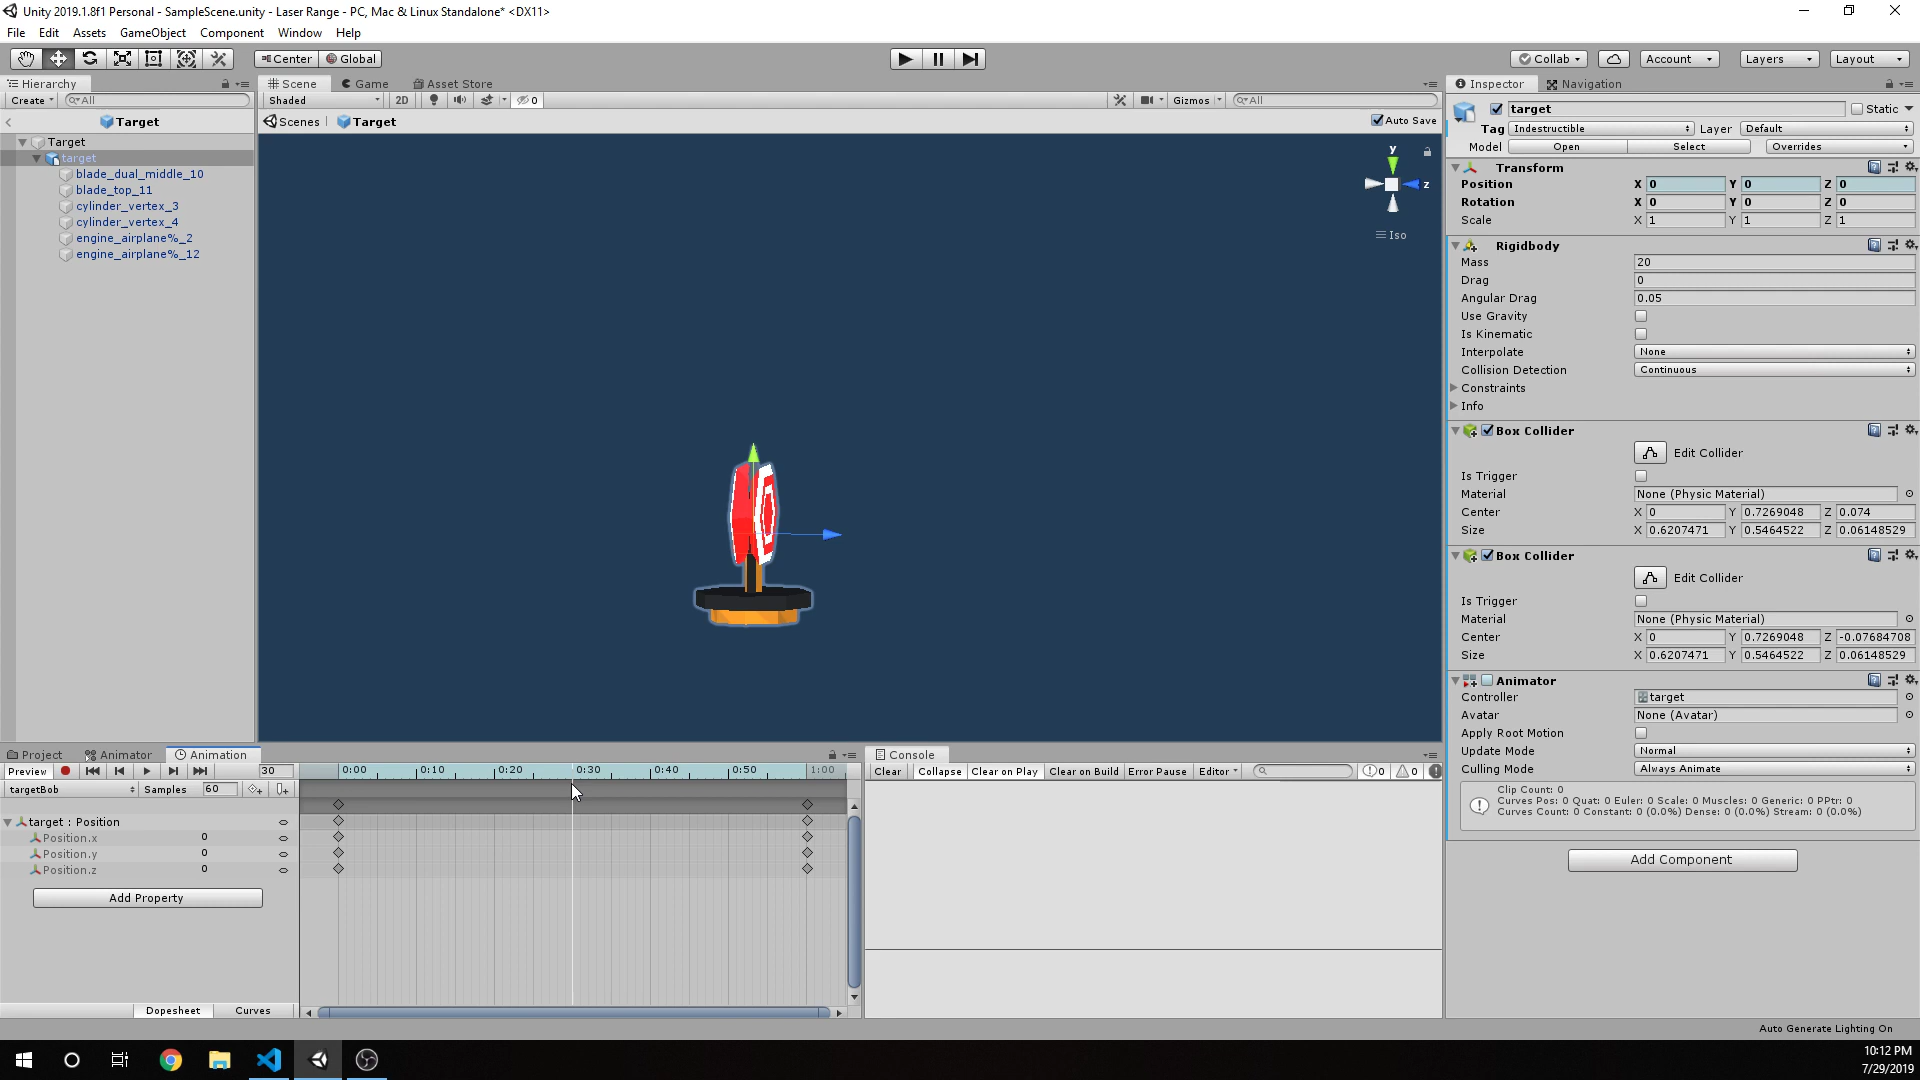 Unity 2019.1.8f1 Personal - SampleScene.unity - Laser Range - PC, Mac & Linux Standalone* <DX11>
File Edit Assets GameObject Component Window Help
Center Global Collab Account Layers Layout
Hierarchy
Create All
Target
Target
target
blade_dual_middle_10
blade_top_11
cylinder_vertex_3
cylinder_vertex_4
engine_airplane%_2
engine_airplane%_12
Scene Game Asset Store
Shaded 2D 0 Gizmos All
Scenes Target Auto Save
y
z
Iso
Inspector Navigation
target Static
Tag Indestructible Layer Default
Model Open Select Overrides
Transform
Position X 0 Y 0 Z 0
Rotation X 0 Y 0 Z 0
Scale X 1 Y 1 Z 1
Rigidbody
Mass 20
Drag 0
Angular Drag 0.05
Use Gravity
Is Kinematic
Interpolate None
Collision Detection Continuous
Constraints
Info
Box Collider
Edit Collider
Is Trigger
Material None (Physic Material)
Center X 0 Y 0.7269048 Z 0.074
Size X 0.6207471 Y 0.5464522 Z 0.06148529
Box Collider
Edit Collider
Is Trigger
Material None (Physic Material)
Center X 0 Y 0.7269048 Z -0.07684708
Size X 0.6207471 Y 0.5464522 Z 0.06148529
Animator
Controller target
Avatar None (Avatar)
Apply Root Motion
Update Mode Normal
Culling Mode Always Animate
Clip Count: 0
Curves Pos: 0 Quat: 0 Euler: 0 Scale: 0 Muscles: 0 Generic: 0 PPtr: 0
Curves Count: 0 Constant: 0 (0.0%) Dense: 0 (0.0%) Stream: 0 (0.0%)
Add Component
Project Animator Animation
Preview 30 0:00 0:10 0:20 0:30 0:40 0:50 1:00
targetBob Samples 60
target : Position
Position.x 0
Position.y 0
Position.z 0
Add Property
Dopesheet Curves
Console
Clear Collapse Clear on Play Clear on Build Error Pause Editor 0 0
Auto Generate Lighting On
10:12 PM
7/29/2019